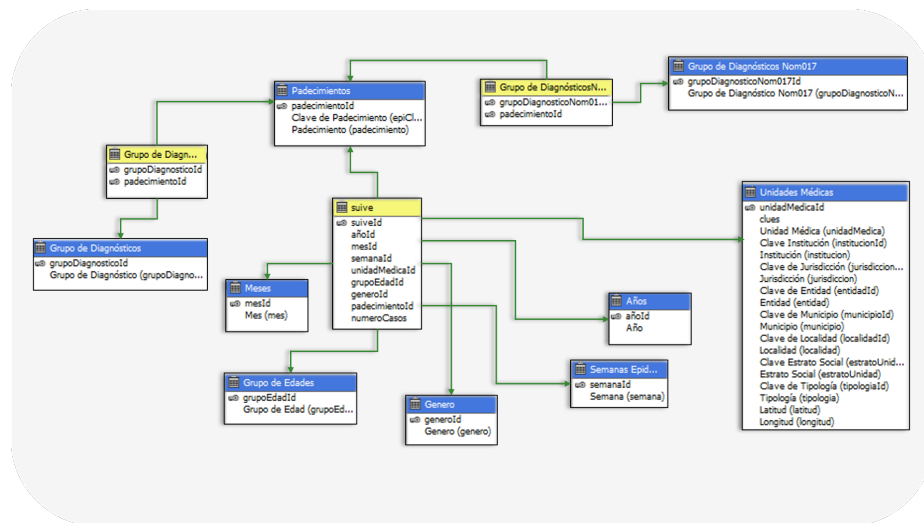 Padecimientos
padecimientoId
Clave de Padecimiento (epiCl...
Padecimiento (padecimiento)
Grupo de DiagnósticosN...
grupoDiagnosticoNom01...
padecimientoId
Grupo de Diagnósticos Nom017
grupoDiagnosticoNom017Id
Grupo de Diagnóstico Nom017 (grupoDiagnosticoN...
Grupo de Diagn...
grupoDiagnosticoId
padecimientoId
Grupo de Diagnósticos
grupoDiagnosticoId
Grupo de Diagnóstico (grupoDiagno...
suive
suiveId
añoId
mesId
semanaId
unidadMedicaId
grupoEdadId
generoId
padecimientoId
numeroCasos
Unidades Médicas
unidadMedicaId
clues
Unidad Médica (unidadMedica)
Clave Institución (institucionId)
Institución (institucion)
Clave de Jurisdicción (jurisdiccion...
Jurisdicción (jurisdiccion)
Clave de Entidad (entidadId)
Entidad (entidad)
Clave de Municipio (municipioId)
Municipio (municipio)
Clave de Localidad (localidadId)
Localidad (localidad)
Clave Estrato Social (estratoUnid...
Estrato Social (estratoUnidad)
Clave de Tipología (tipologiaId)
Tipología (tipologia)
Latitud (latitud)
Longitud (longitud)
Meses
mesId
Mes (mes)
Años
añoId
Año
Grupo de Edades
grupoEdadId
Grupo de Edad (grupoEd...
Genero
generoId
Genero (genero)
Semanas Epid...
semanaId
Semana (semana)